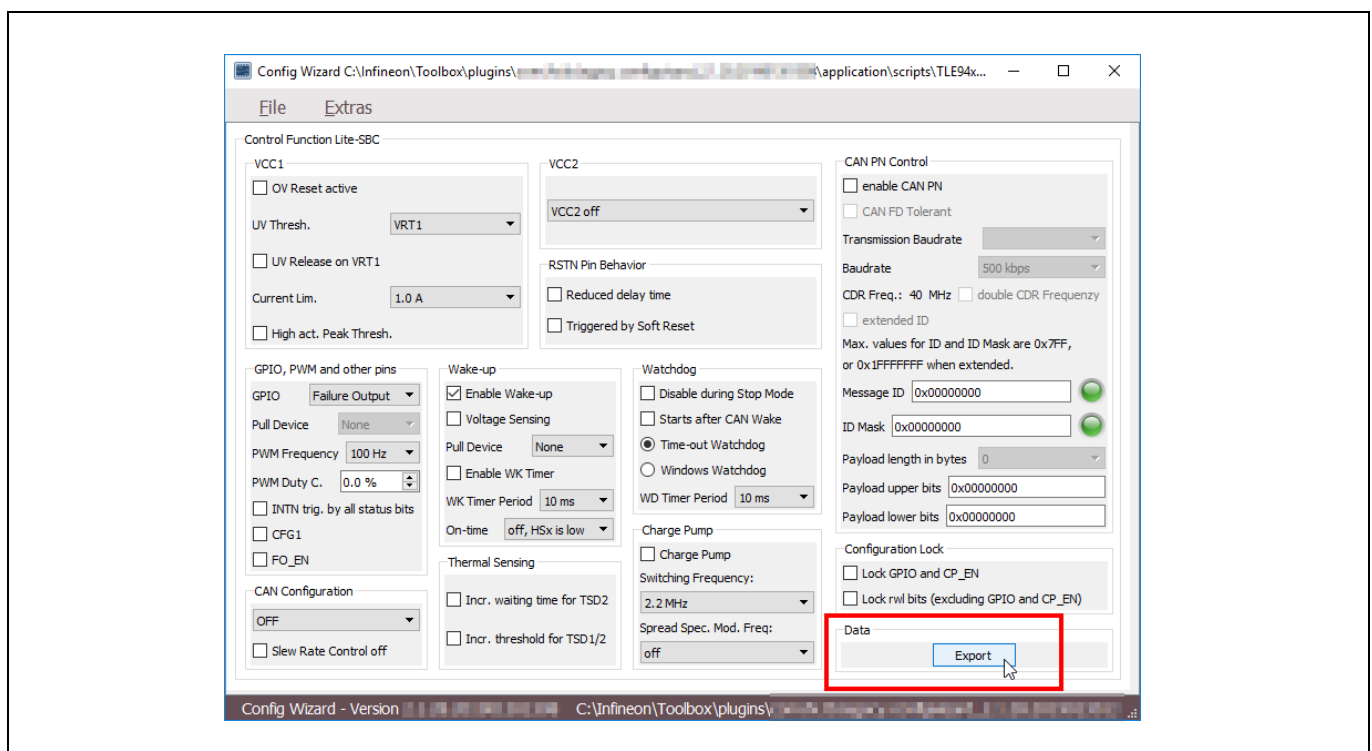 Config Wizard C:\Infineon\Toolbox\plugins\ \application\scripts\TLE94x...
File Extras
Control Function Lite-SBC
VCC1
OV Reset active
UV Thresh. VRT1
UV Release on VRT1
Current Lim. 1.0 A
High act. Peak Thresh.
VCC2
VCC2 off
RSTN Pin Behavior
Reduced delay time
Triggered by Soft Reset
CAN PN Control
enable CAN PN
CAN FD Tolerant
Transmission Baudrate
Baudrate 500 kbps
CDR Freq.: 40 MHz double CDR Frequenzy
extended ID
Max. values for ID and ID Mask are 0x7FF,
or 0x1FFFFFFF when extended.
Message ID 0x00000000
ID Mask 0x00000000
Payload length in bytes 0
Payload upper bits 0x00000000
Payload lower bits 0x00000000
GPIO, PWM and other pins
GPIO Failure Output
Pull Device None
PWM Frequency 100 Hz
PWM Duty C. 0.0 %
INTN trig. by all status bits
CFG1
FO_EN
CAN Configuration
OFF
Slew Rate Control off
Wake-up
Enable Wake-up
Voltage Sensing
Pull Device None
Enable WK Timer
WK Timer Period 10 ms
On-time off, HSx is low
Thermal Sensing
Incr. waiting time for TSD2
Incr. threshold for TSD1/2
Watchdog
Disable during Stop Mode
Starts after CAN Wake
Time-out Watchdog
Windows Watchdog
WD Timer Period 10 ms
Charge Pump
Charge Pump
Switching Frequency:
2.2 MHz
Spread Spec. Mod. Freq:
off
Configuration Lock
Lock GPIO and CP_EN
Lock rwl bits (excluding GPIO and CP_EN)
Data
Export
Config Wizard - Version C:\Infineon\Toolbox\plugins\